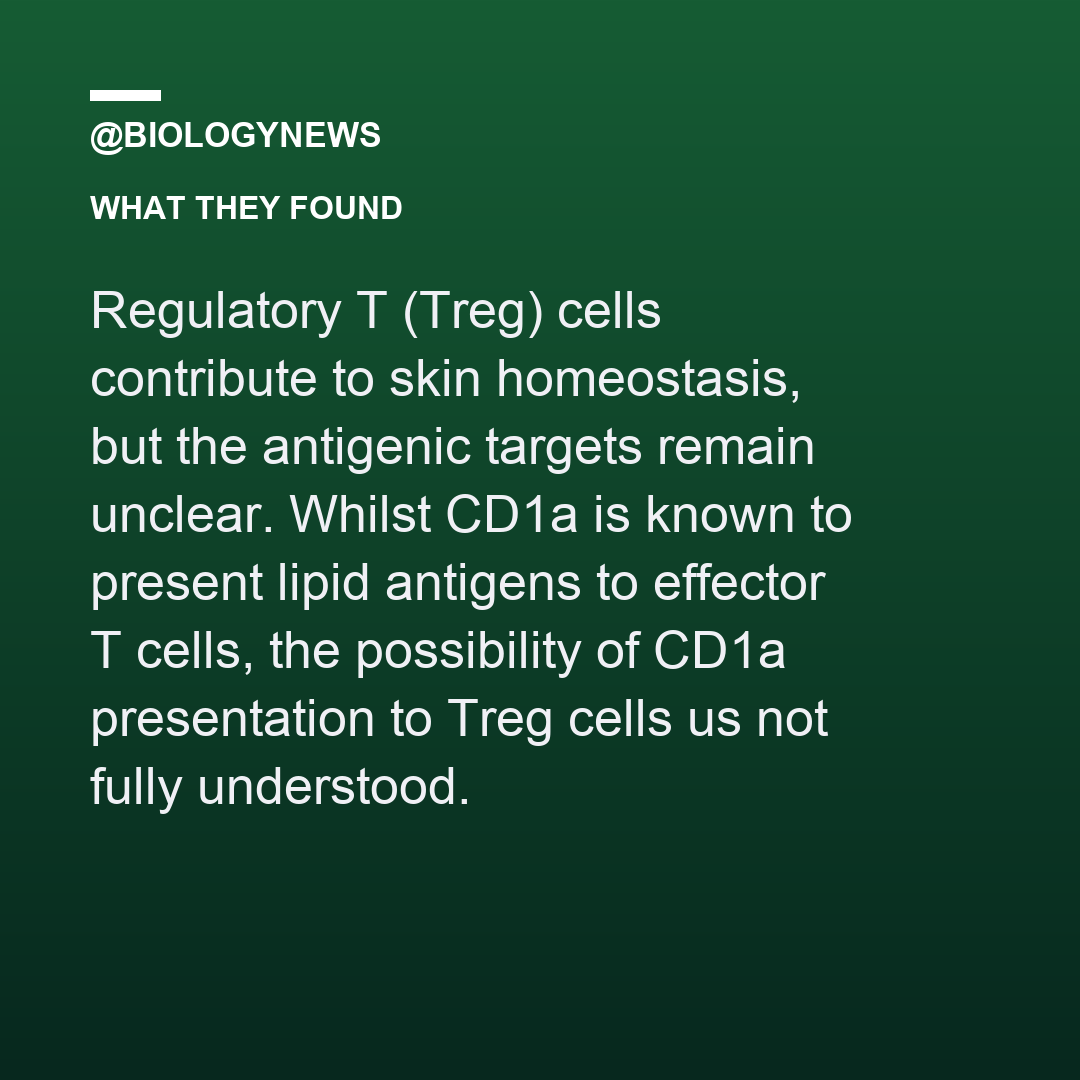 @BIOLOGYNEWS
WHAT THEY FOUND
Regulatory T (Treg) cells
contribute to skin homeostasis,
but the antigenic targets remain
unclear. Whilst CD1a is known to
present lipid antigens to effector
T cells, the possibility of CD1a
presentation to Treg cells us not
fully understood.